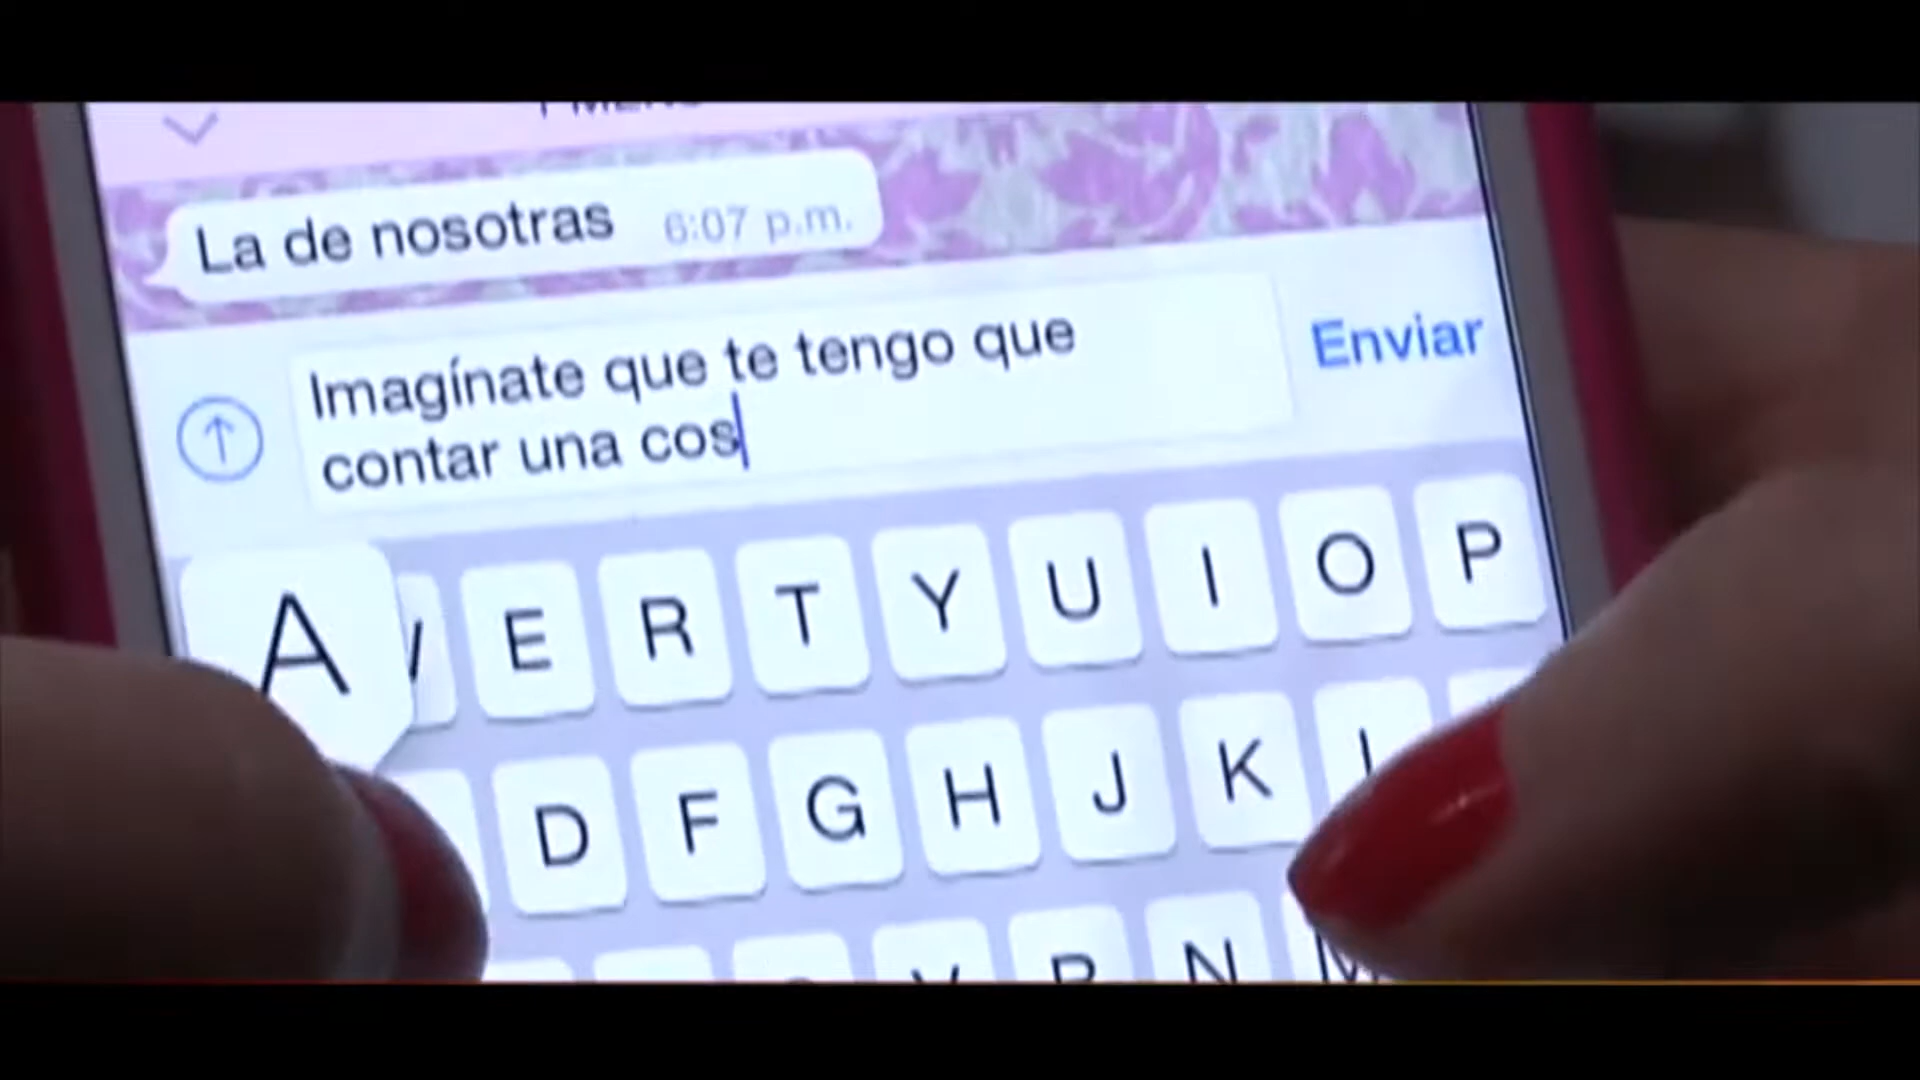 La de nosotras 6:07 p.m.
Imagínate que te tengo que
contar una cos
Enviar
A E R T Y U I O P
D F G H J K
N